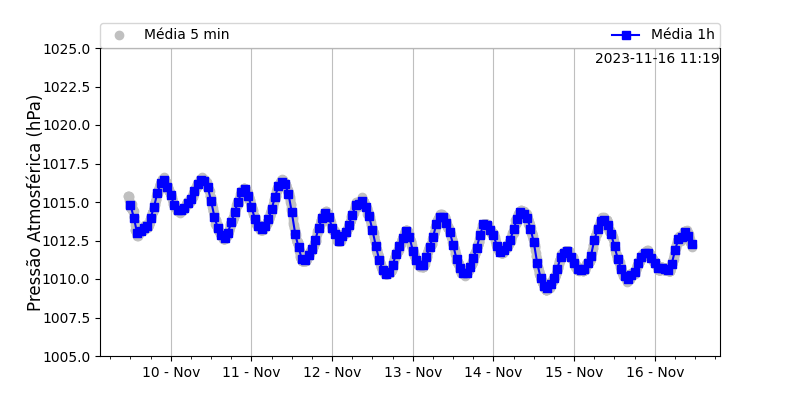 Média 5 min
Média 1h
2023-11-16 11:19
Pressão Atmosférica (hPa)
1025.0
1022.5
1020.0
1017.5
1015.0
1012.5
1010.0
1007.5
1005.0
10 - Nov
11 - Nov
12 - Nov
13 - Nov
14 - Nov
15 - Nov
16 - Nov